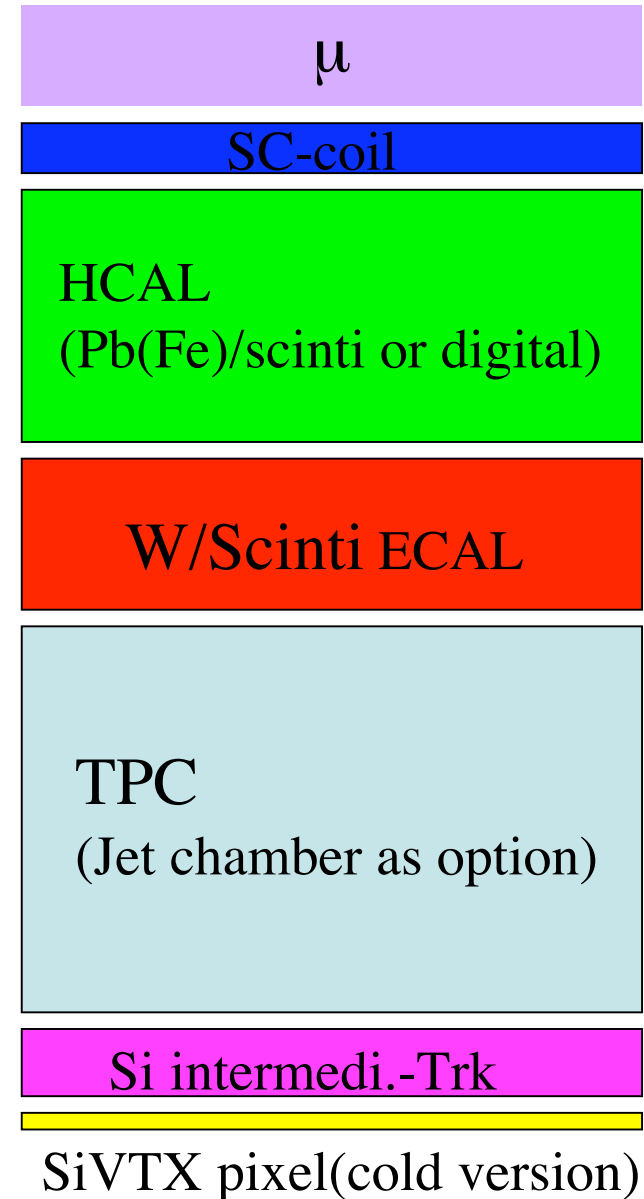 μ
SC-coil
HCAL
(Pb(Fe)/scinti or digital)
W/Scinti ECAL
TPC
(Jet chamber as option)
Si intermedi.-Trk
SiVTX pixel(cold version)